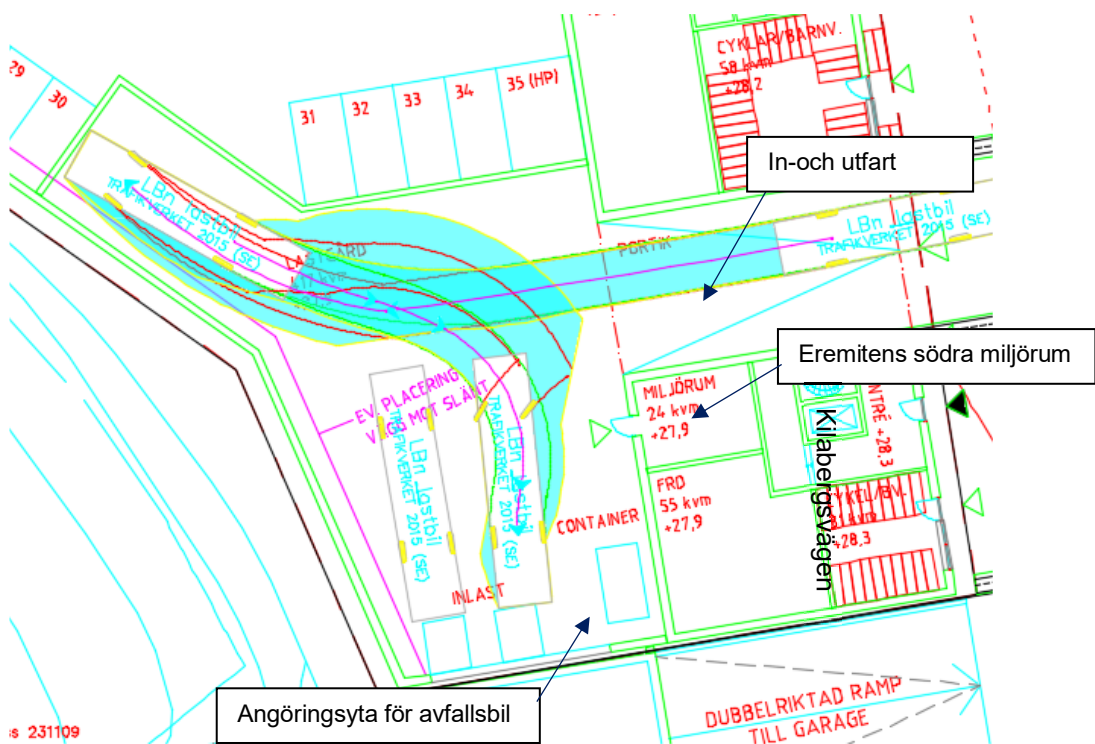 29
30
31
32
33
34
35 (HP)
CYKLAR/BARNV.
58 kvm
+28,2
In-och utfart
LBn lastbil
TRAFIKVERKET 2015
(SE)
LASTGÅRD
PORTIK
LBn lastbil
TRAFIKVERKET 2015 (SE)
Eremitens södra miljörum
EV. PLACERING
VÄGG MOT SLÄNT
LBn lastbil
TRAFIKVERKET 2015 (SE)
LBn lastbil
TRAFIKVERKET 2015 (SE)
MILJÖRUM
24 kvm
+27,9
FRD
55 kvm
+27,9
Kilabergsvägen
+28,3
+28,3
CONTAINER
INLAST
Angöringsyta för avfallsbil
DUBBELRIKTAD RAMP
TILL GARAGE
231109